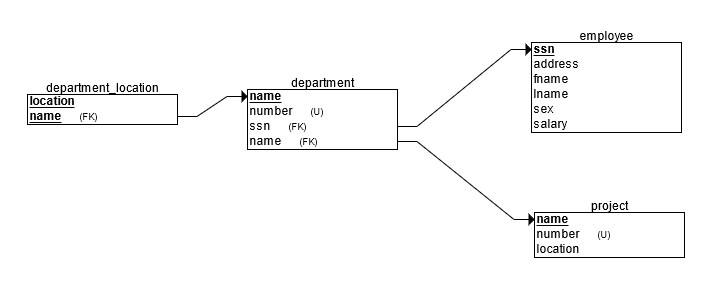 department_location
location
name (FK)
department
name
number (U)
ssn (FK)
name (FK)
employee
ssn
address
fname
lname
sex
salary
project
name
number (U)
location